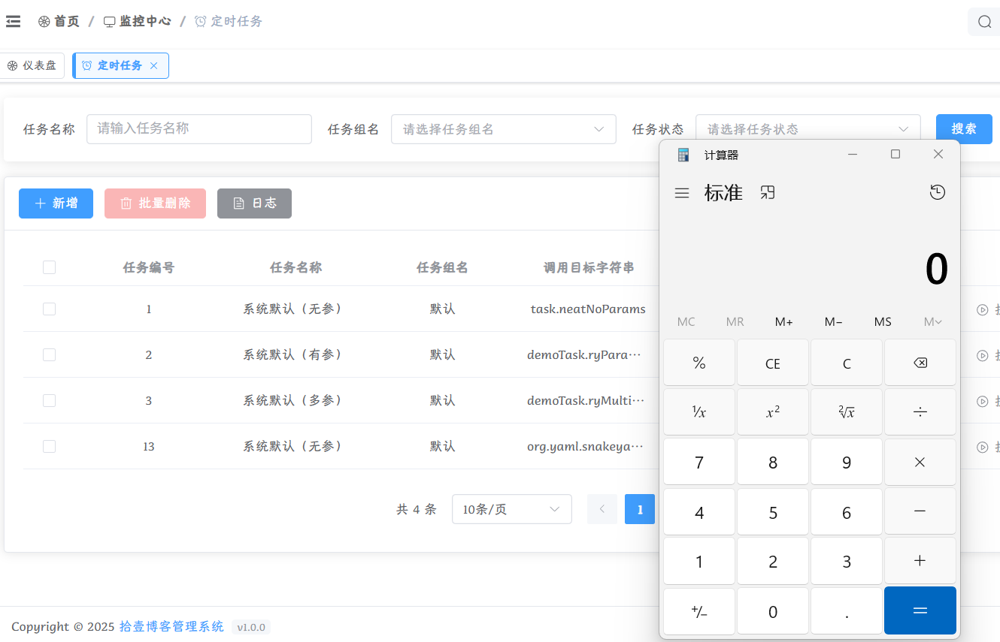 首页 / 监控中心 / 定时任务
仪表盘 定时任务
任务名称 请输入任务名称 任务组名 请选择任务组名 任务状态 请选择任务状态 搜索
新增 批量删除 日志
任务编号 任务名称 任务组名 调用目标字符串
1 系统默认（无参） 默认 task.neatNoParams
2 系统默认（有参） 默认 demoTask.ryPara…
3 系统默认（多参） 默认 demoTask.ryMulti…
13 系统默认（无参） 默认 org.yaml.snakeya…
共 4 条 10条/页 1
Copyright © 2025 拾壹博客管理系统 v1.0.0
计算器
标准
0
MC MR M+ M− MS M
% CE C
¹/x x² ²√x ÷
7 8 9 ×
4 5 6 −
1 2 3 +
+/− 0 . =